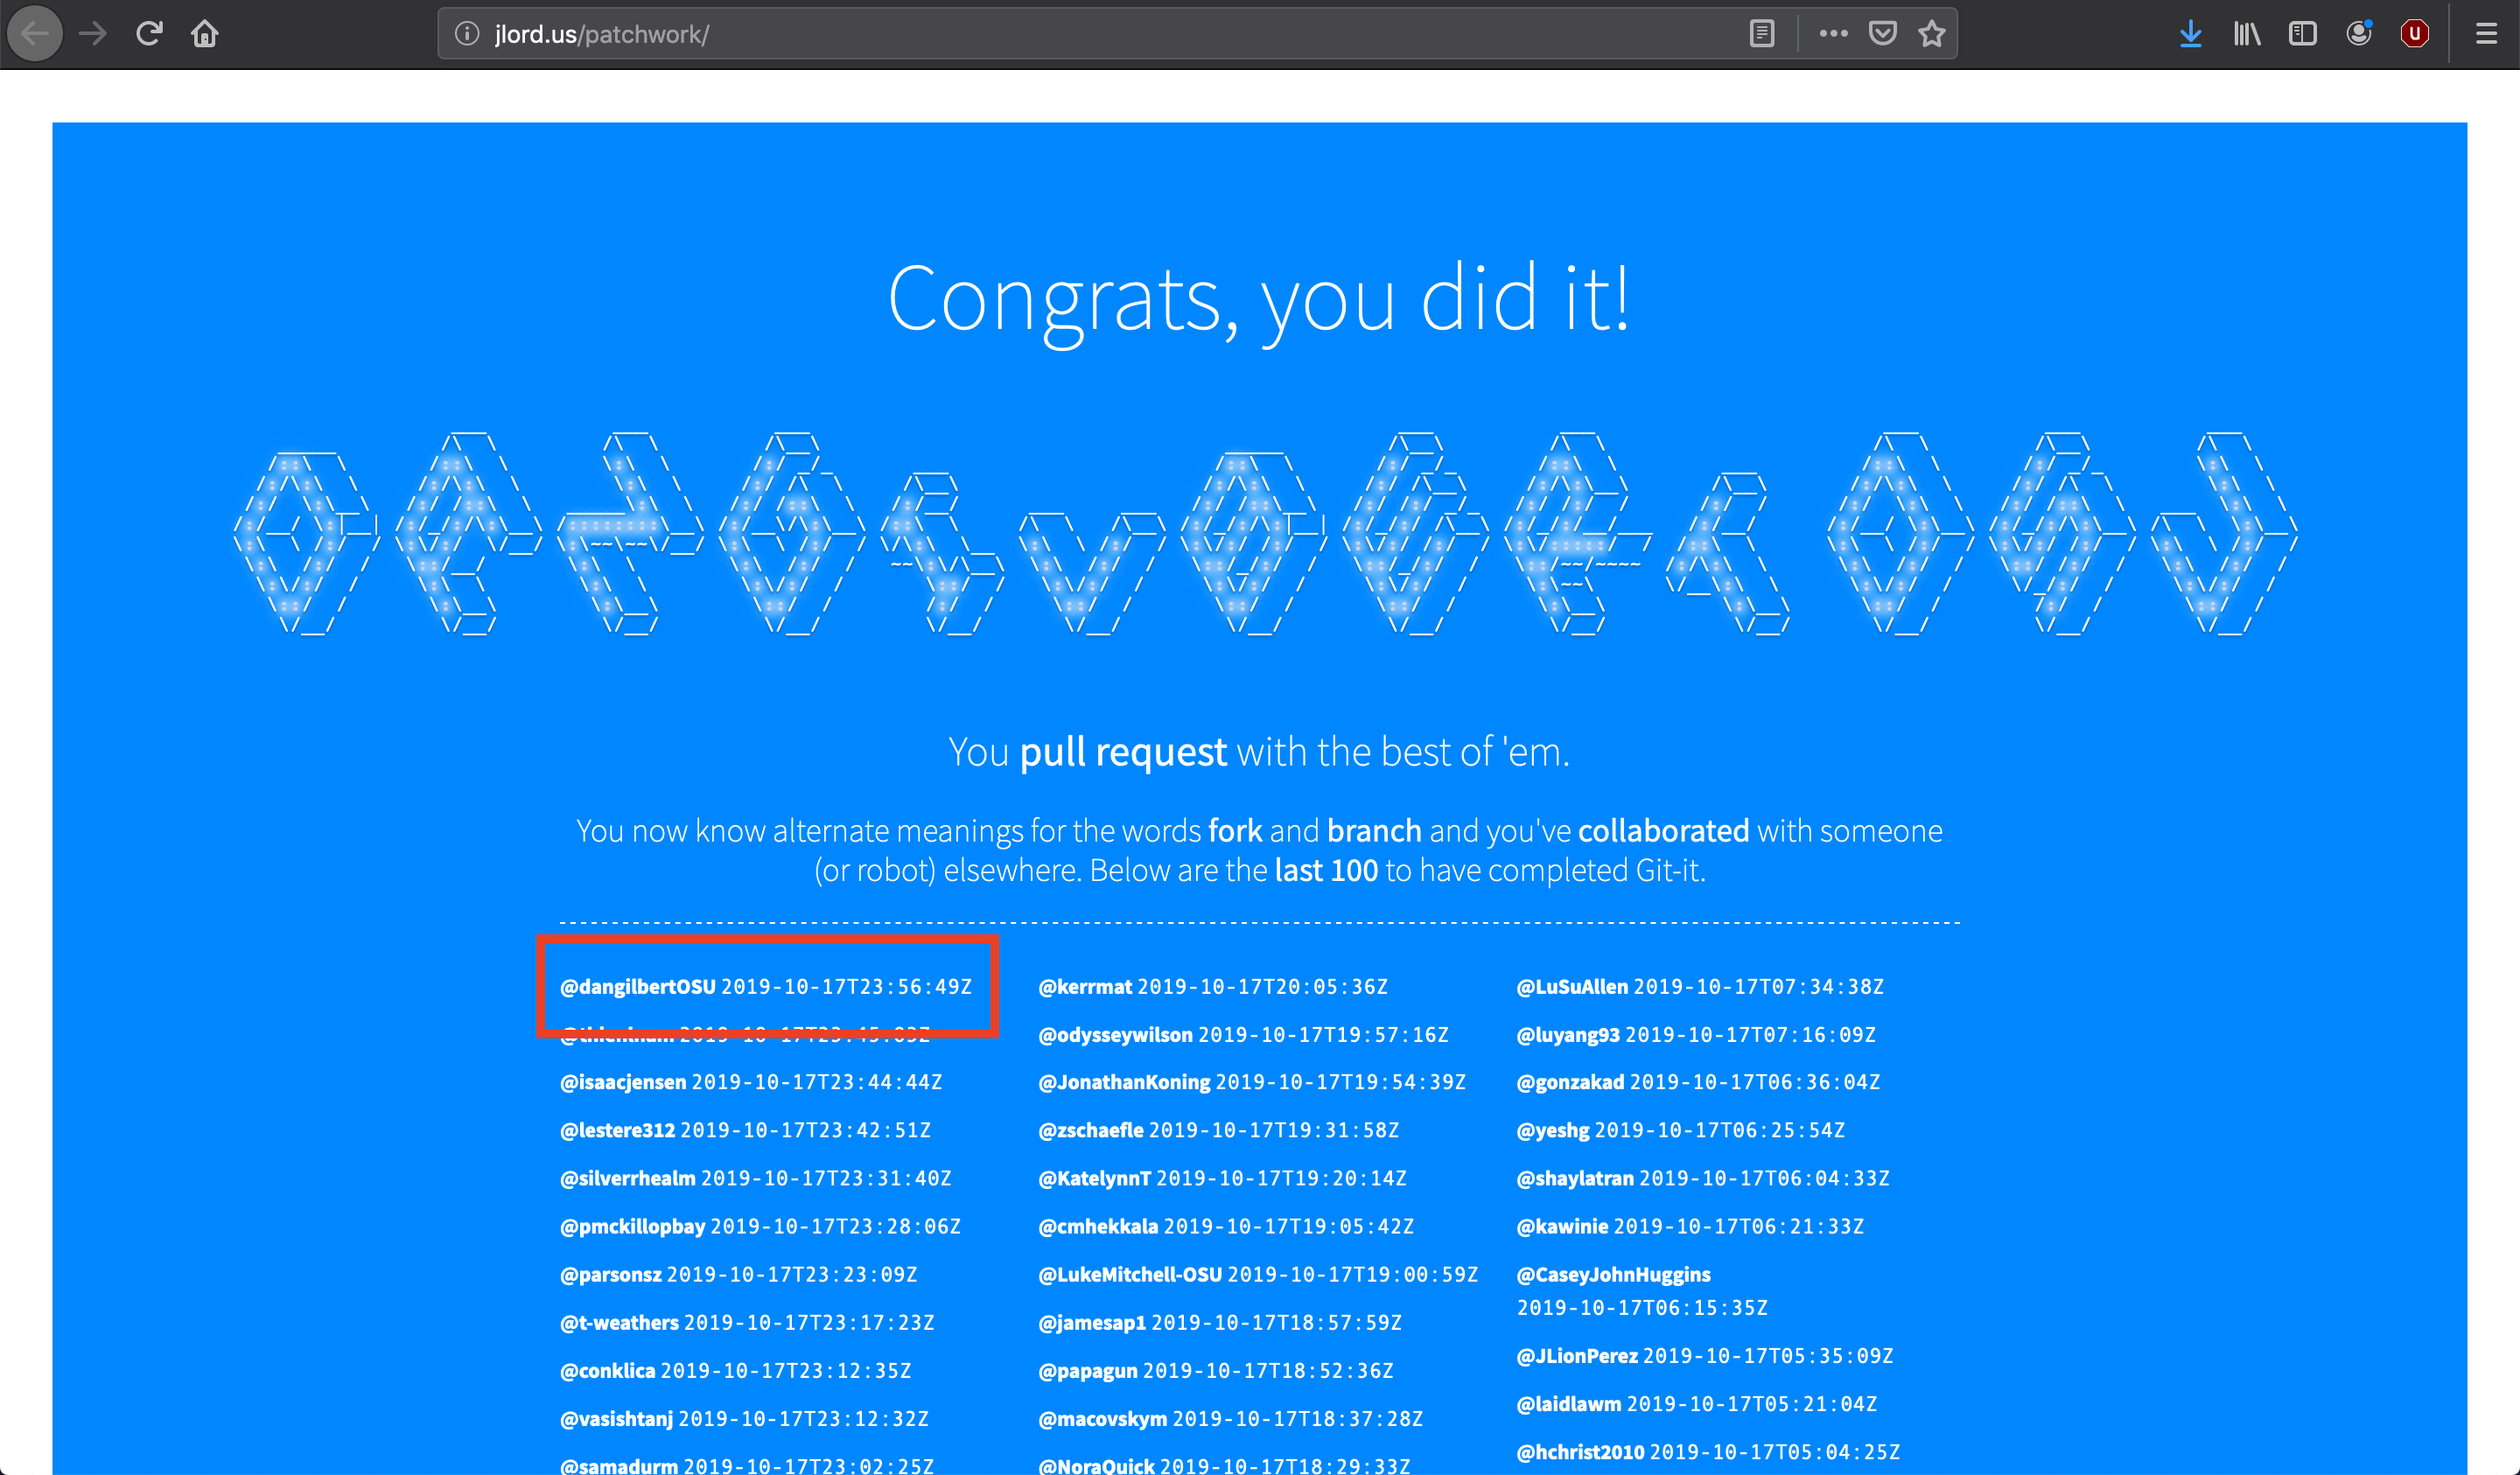 jlord.us/patchwork/
Congrats, you did it!
You pull request with the best of 'em.
You now know alternate meanings for the words fork and branch and you've collaborated with someone
(or robot) elsewhere. Below are the last 100 to have completed Git-it.
@dangilbertOSU 2019-10-17T23:56:49Z
@isaacjensen 2019-10-17T23:44:44Z
@lestere312 2019-10-17T23:42:51Z
@silverrhealm 2019-10-17T23:31:40Z
@pmckillopbay 2019-10-17T23:28:06Z
@parsonsz 2019-10-17T23:23:09Z
@t-weathers 2019-10-17T23:17:23Z
@conklica 2019-10-17T23:12:35Z
@vasishtanj 2019-10-17T23:12:32Z
@samadurm 2019-10-17T23:02:25Z
@kerrmat 2019-10-17T20:05:36Z
@odysseywilson 2019-10-17T19:57:16Z
@JonathanKoning 2019-10-17T19:54:39Z
@zschaefle 2019-10-17T19:31:58Z
@KatelynnT 2019-10-17T19:20:14Z
@cmhekkala 2019-10-17T19:05:42Z
@LukeMitchell-OSU 2019-10-17T19:00:59Z
@jamesap1 2019-10-17T18:57:59Z
@papagun 2019-10-17T18:52:36Z
@macovskym 2019-10-17T18:37:28Z
@NoraQuick 2019-10-17T18:29:33Z
@LuSuAllen 2019-10-17T07:34:38Z
@luyang93 2019-10-17T07:16:09Z
@gonzakad 2019-10-17T06:36:04Z
@yeshg 2019-10-17T06:25:54Z
@shaylatran 2019-10-17T06:04:33Z
@kawinie 2019-10-17T06:21:33Z
@CaseyJohnHuggins
2019-10-17T06:15:35Z
@JLionPerez 2019-10-17T05:35:09Z
@laidlawm 2019-10-17T05:21:04Z
@hchrist2010 2019-10-17T05:04:25Z